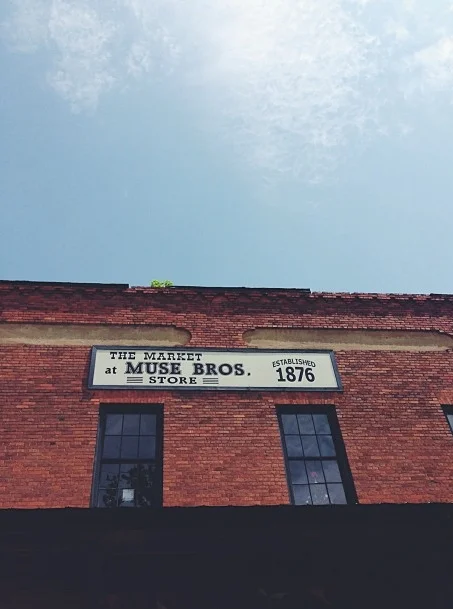 THE MARKET
at MUSE BROS.
STORE
ESTABLISHED
1876